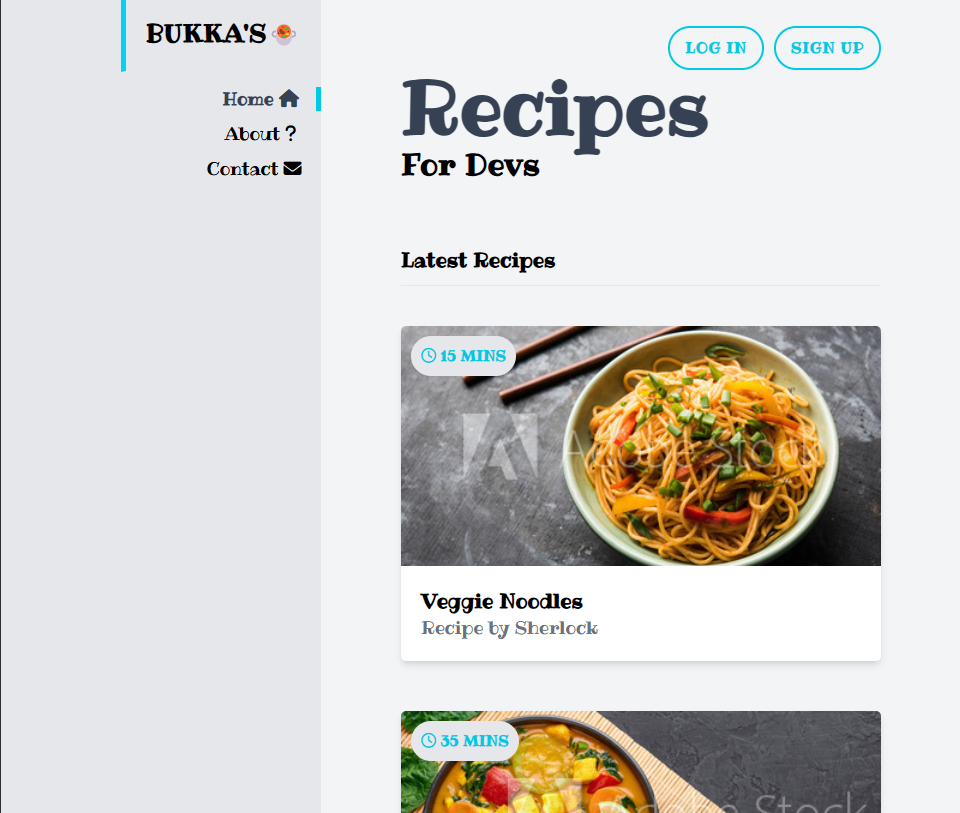 BUKKA'S
LOG IN
SIGN UP
Home
About ?
Contact
Recipes
For Devs
Latest Recipes
15 MINS
Adobe Stock
Veggie Noodles
Recipe by Sherlock
35 MINS
Adobe Stock